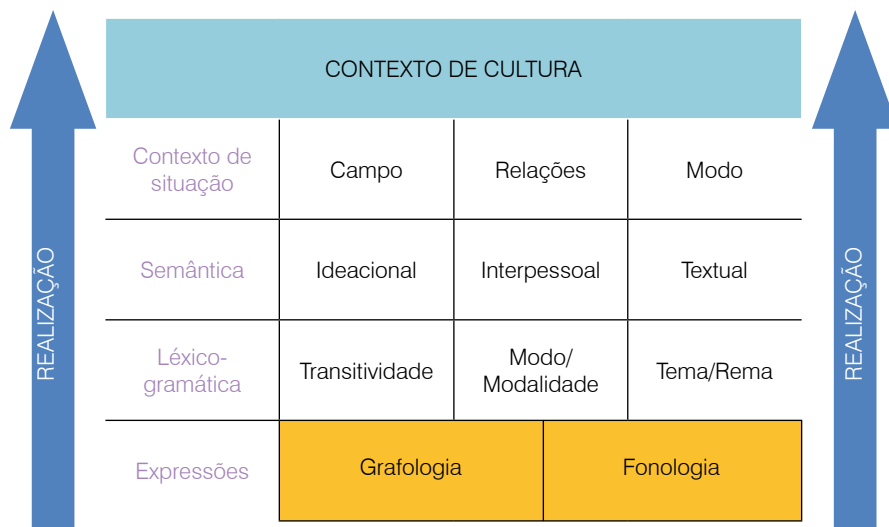 CONTEXTO DE CULTURA
Contexto de
situação
Campo
Relações
Modo
Semântica
Ideacional
Interpessoal
Textual
Léxico-
gramática
Transitividade
Modo/
Modalidade
Tema/Rema
Expressões
Grafologia
Fonologia
REALIZAÇÃO
REALIZAÇÃO